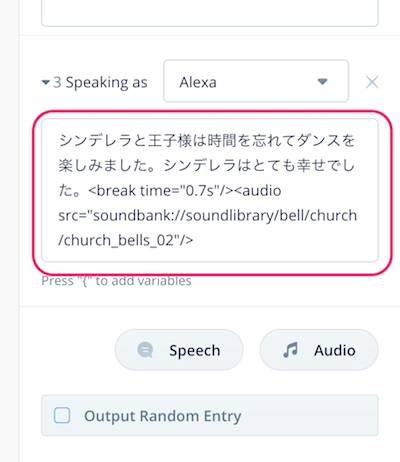 3 Speaking as Alexa
シンデレラと王子様は時間を忘れてダンスを
楽しみました。シンデレラはとても幸せでし
た。<break time="0.7s"/><audio
src="soundbank://soundlibrary/bell/church
/church_bells_02"/>
Press "{" to add variables
Speech Audio
Output Random Entry